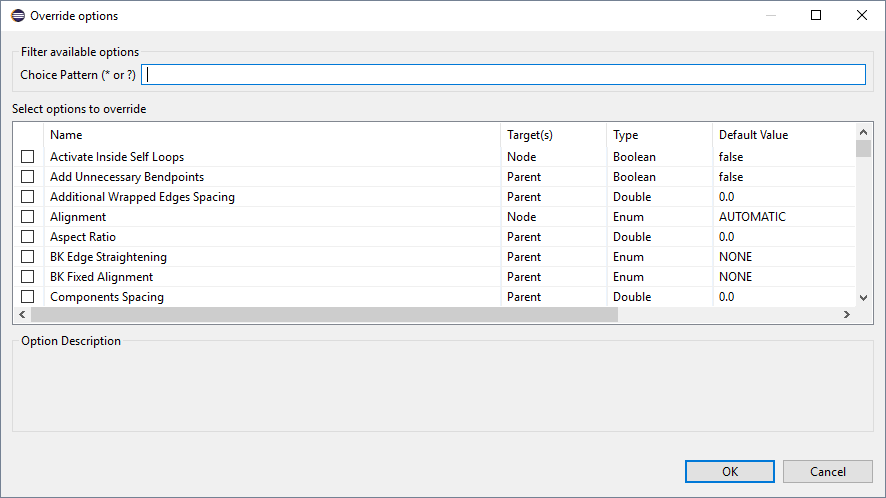 Override options
Filter available options
Choice Pattern (* or ?)
Select options to override
Name Target(s) Type Default Value
Activate Inside Self Loops Node Boolean false
Add Unnecessary Bendpoints Parent Boolean false
Additional Wrapped Edges Spacing Parent Double 0.0
Alignment Node Enum AUTOMATIC
Aspect Ratio Parent Double 0.0
BK Edge Straightening Parent Enum NONE
BK Fixed Alignment Parent Enum NONE
Components Spacing Parent Double 0.0
Option Description
OK Cancel